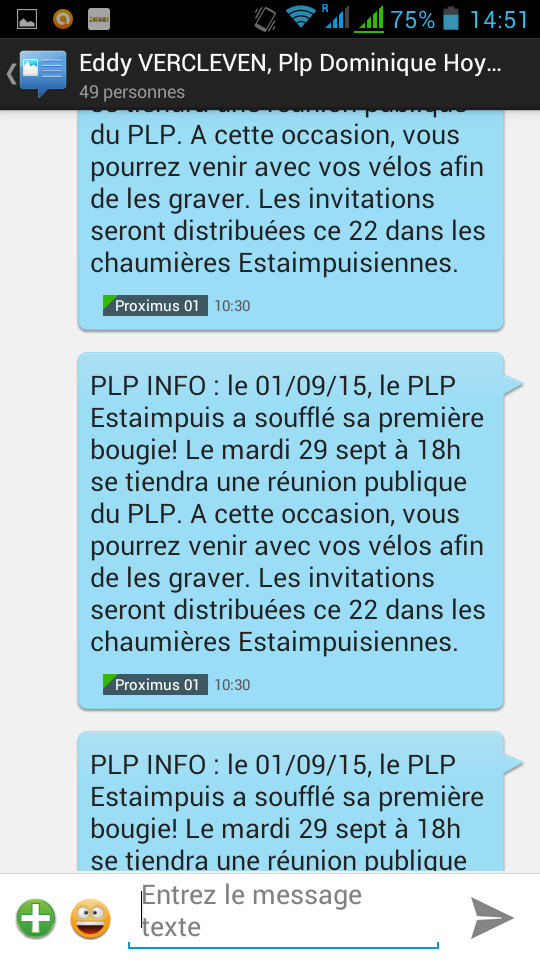 R 75% 14:51
Eddy VERCLEVEN, Plp Dominique Hoy...
49 personnes
se tiendra une réunion publique
du PLP. A cette occasion, vous
pourrez venir avec vos vélos afin
de les graver. Les invitations
seront distribuées ce 22 dans les
chaumières Estaimpuisiennes.
Proximus 01 10:30
PLP INFO : le 01/09/15, le PLP
Estaimpuis a soufflé sa première
bougie! Le mardi 29 sept à 18h
se tiendra une réunion publique
du PLP. A cette occasion, vous
pourrez venir avec vos vélos afin
de les graver. Les invitations
seront distribuées ce 22 dans les
chaumières Estaimpuisiennes.
Proximus 01 10:30
PLP INFO : le 01/09/15, le PLP
Estaimpuis a soufflé sa première
bougie! Le mardi 29 sept à 18h
se tiendra une réunion publique
Entrez le message
texte